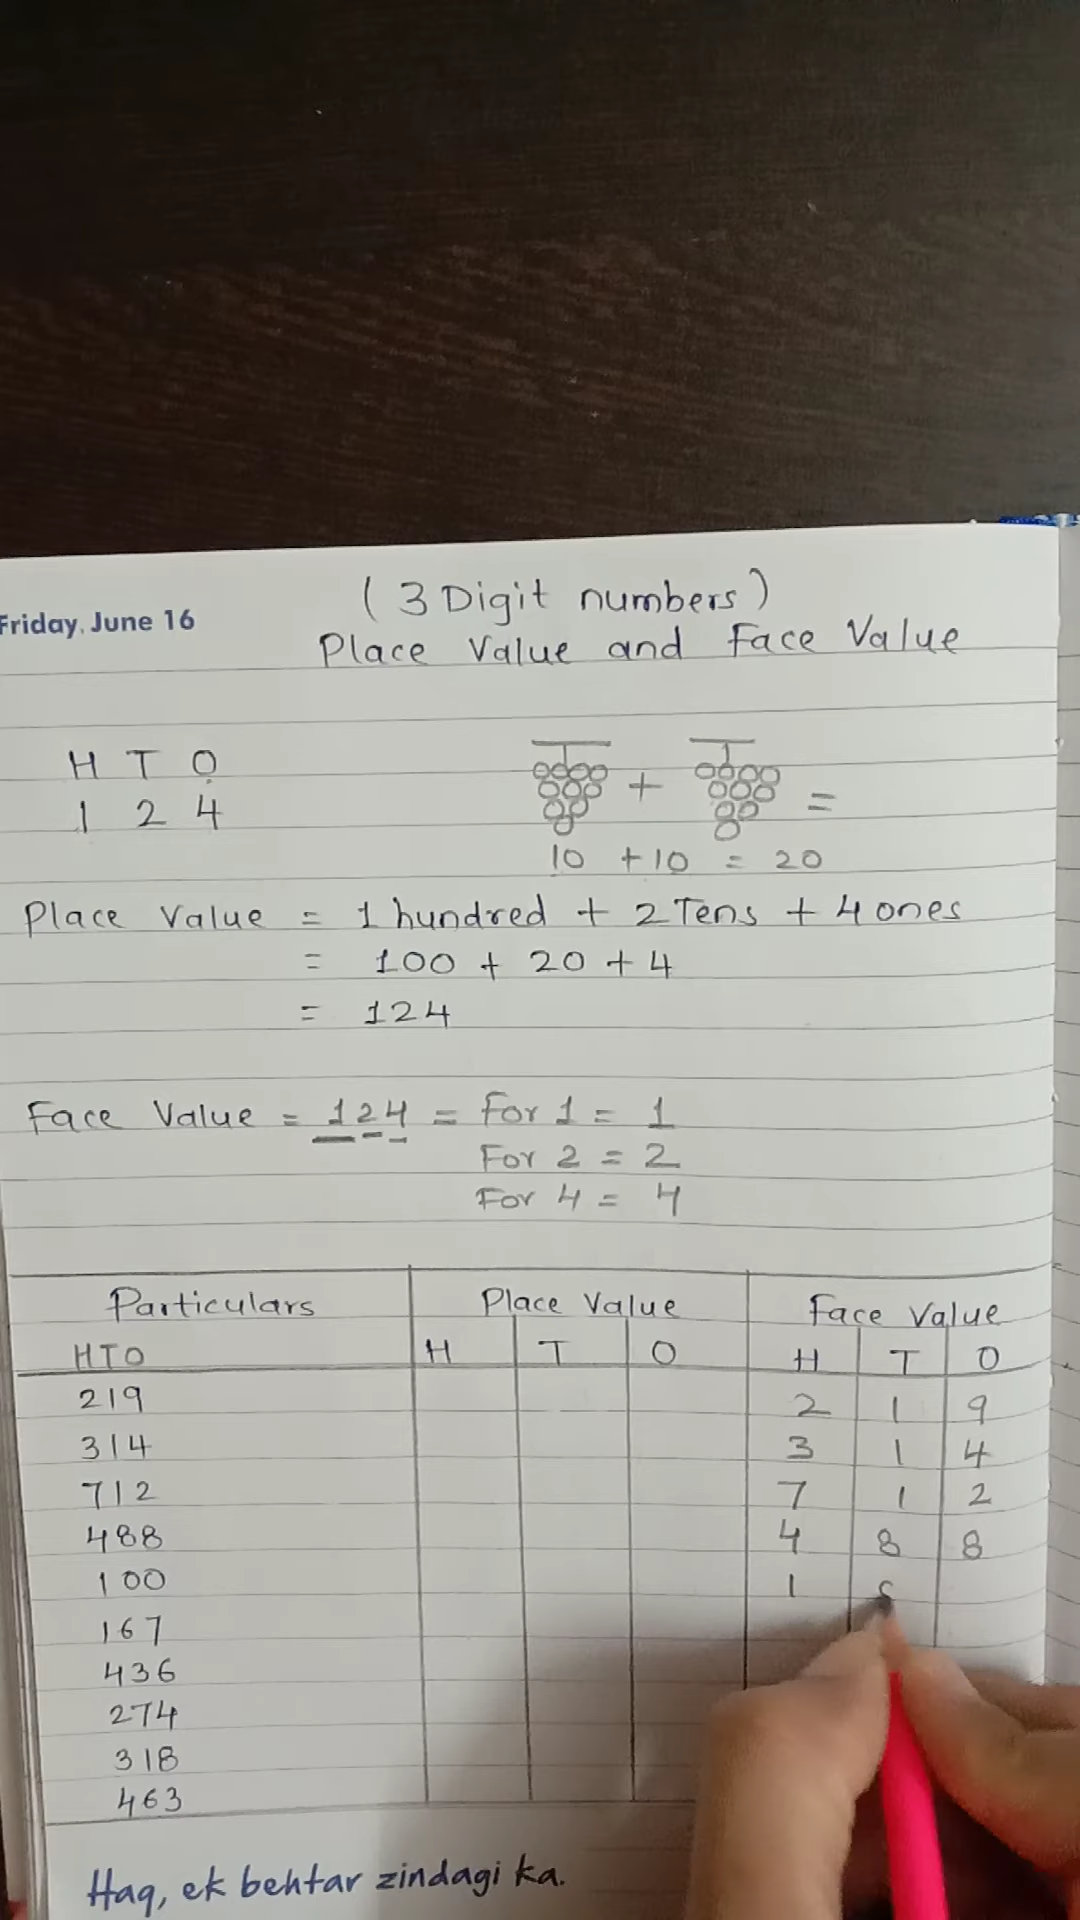 Friday, June 16
(3 Digit numbers)
Place Value and Face Value
H T O
1 2 4
+ =
10 + 10 = 20
Place Value = 1 hundred + 2 Tens + 4 ones
= 100 + 20 + 4
= 124
Face Value = 124 = For 1 = 1
For 2 = 2
For 4 = 4
Particulars Place Value Face Value
HTO H T O H T O
219 2 1 9
314 3 1 4
712 7 1 2
488 4 8 8
100 1
167
436
274
318
463
Haq, ek behtar zindagi ka.